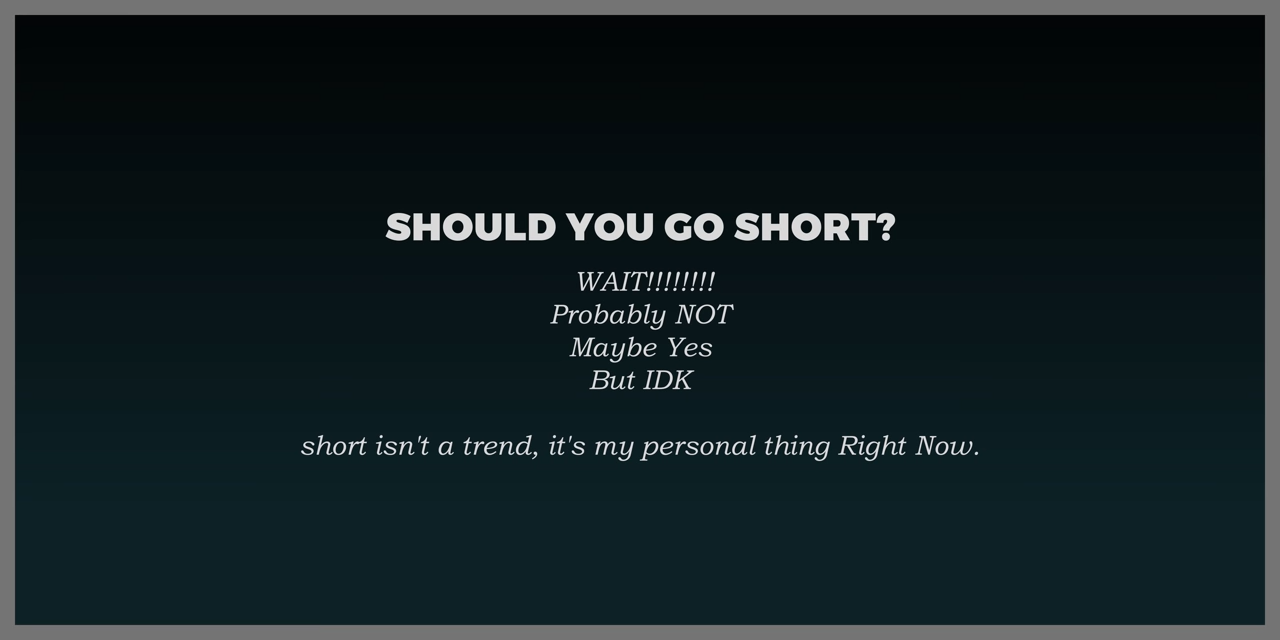 SHOULD YOU GO SHORT?
WAIT!!!!!!!!
Probably NOT
Maybe Yes
But IDK
short isn't a trend, it's my personal thing Right Now.